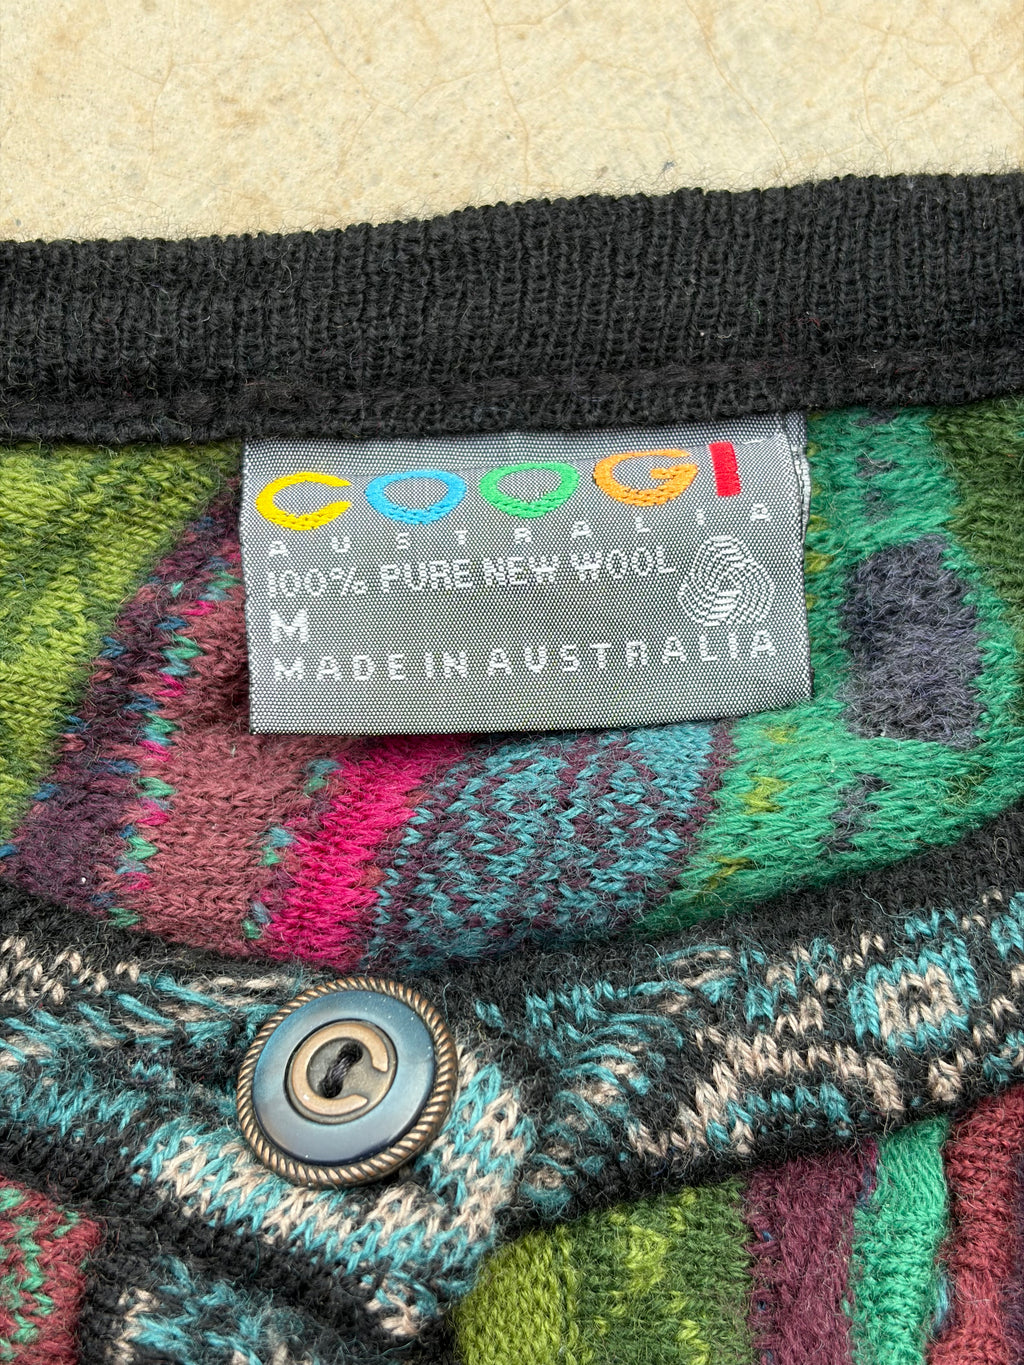 COOGI
AUSTRALIA
100% PURE NEW WOOL
M
MADE IN AUSTRALIA
C